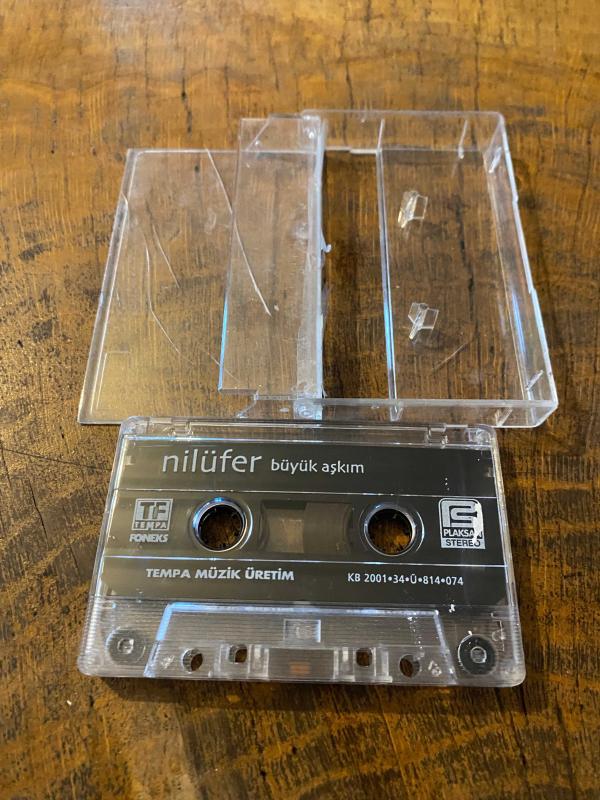 nilüfer büyük aşkım
TF
TEMPA
FONEKS
PLAKSAN
STEREO
TEMPA MÜZİK ÜRETİM
KB 2001•34•Ü•814•074